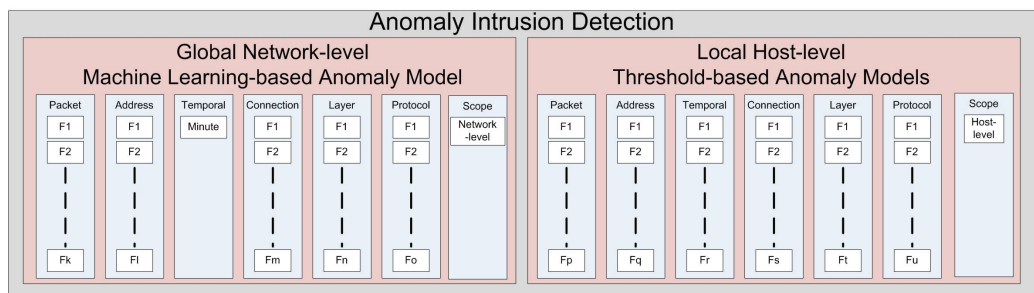 Anomaly Intrusion Detection
Global Network-level
Machine Learning-based Anomaly Model
Packet
F1
F2
Fk
Address
F1
F2
Fl
Temporal
Minute
Connection
F1
F2
Fm
Layer
F1
F2
Fn
Protocol
F1
F2
Fo
Scope
Network
-level
Local Host-level
Threshold-based Anomaly Models
Packet
F1
F2
Fp
Address
F1
F2
Fq
Temporal
F1
F2
Fr
Connection
F1
F2
Fs
Layer
F1
F2
Ft
Protocol
F1
F2
Fu
Scope
Host-
level